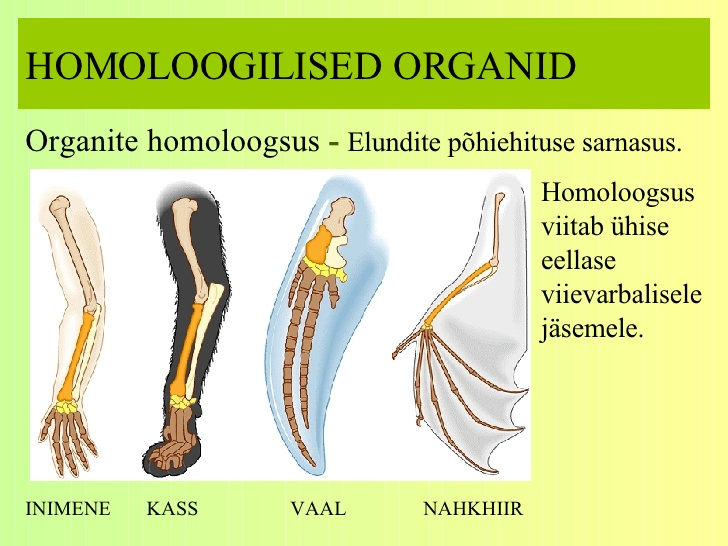 HOMOLOOGILISED ORGANID
Organite homoloogsus - Elundite põhiehituse sarnasus.
Homoloogsus
viitab ühise
eellase
viievarbalisele
jäsemele.
INIMENE KASS VAAL NAHKHIIR